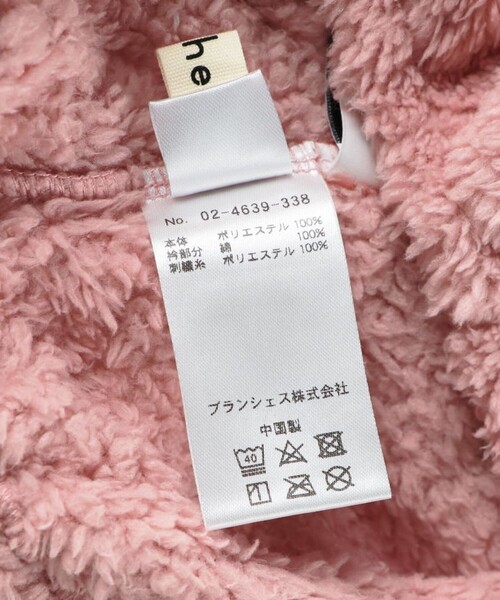 he
No. 02-4639-338
本体 ポリエステル 100%
衿部分 綿 100%
刺繍糸 ポリエステル 100%
ブランシェス株式会社
中国製
40